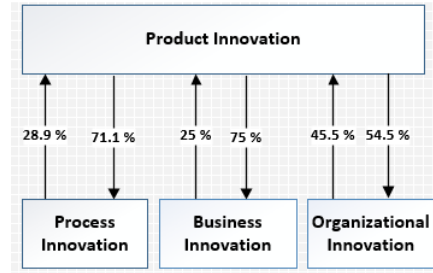 Product Innovation
28.9 % 71.1 % 25 % 75 % 45.5 % 54.5 %
Process Business Organizational
Innovation Innovation Innovation